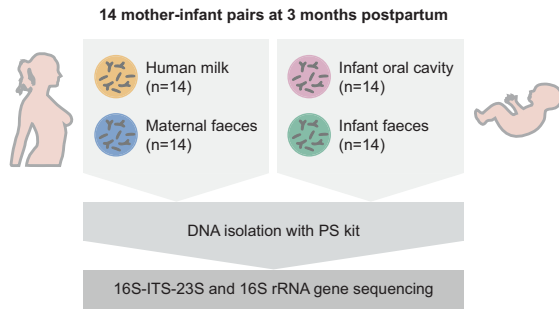 14 mother-infant pairs at 3 months postpartum
Human milk
(n=14)
Infant oral cavity
(n=14)
Maternal faeces
(n=14)
Infant faeces
(n=14)
DNA isolation with PS kit
16S-ITS-23S and 16S rRNA gene sequencing